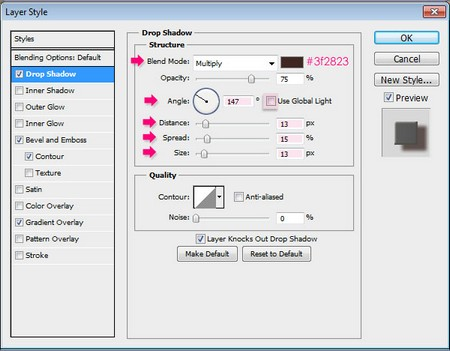 Layer Style
Styles
Blending Options: Default
Drop Shadow
Inner Shadow
Outer Glow
Inner Glow
Bevel and Emboss
Contour
Texture
Satin
Color Overlay
Gradient Overlay
Pattern Overlay
Stroke
Drop Shadow
Structure
Blend Mode: Multiply #3f2823
Opacity: 75 %
Angle: 147 ° Use Global Light
Distance: 13 px
Spread: 15 %
Size: 13 px
Quality
Contour: Anti-aliased
Noise: 0 %
Layer Knocks Out Drop Shadow
Make Default Reset to Default
OK
Cancel
New Style...
Preview